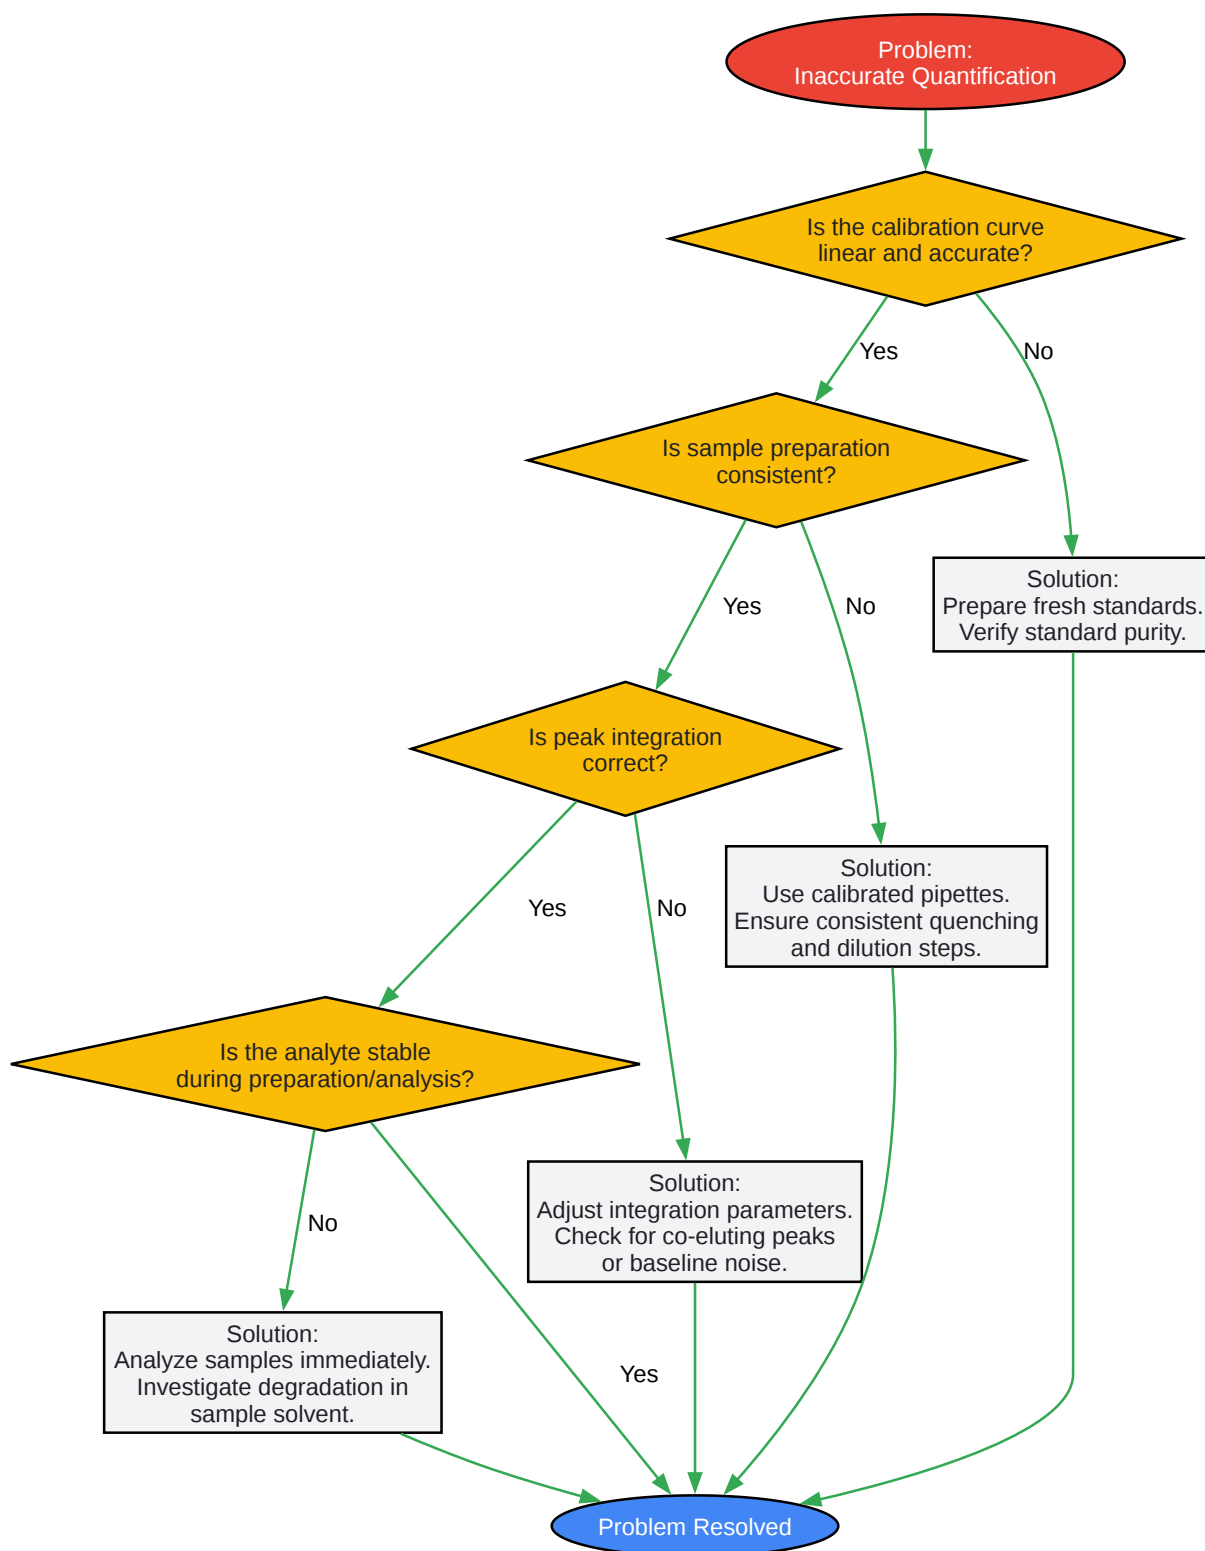 Problem:
Inaccurate Quantification
Is the calibration curve
linear and accurate?
Yes
No
Is sample preparation
consistent?
Yes
No
Solution:
Prepare fresh standards.
Verify standard purity.
Is peak integration
correct?
Yes
No
Solution:
Use calibrated pipettes.
Ensure consistent quenching
and dilution steps.
Is the analyte stable
during preparation/analysis?
No
Yes
Solution:
Adjust integration parameters.
Check for co-eluting peaks
or baseline noise.
Solution:
Analyze samples immediately.
Investigate degradation in
sample solvent.
Problem Resolved